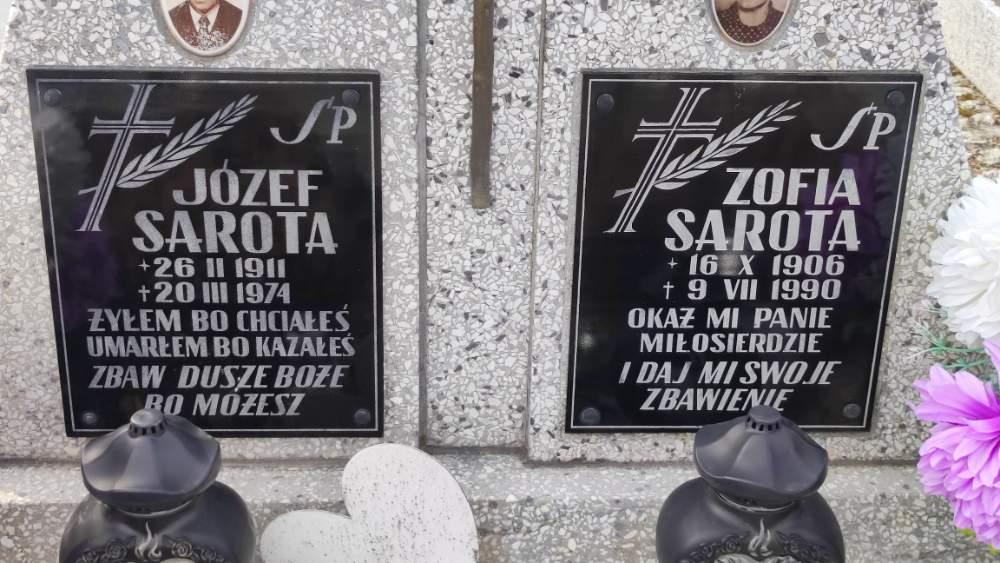 ŚP
JÓZEF
SAROTA
26 II 1911
20 III 1974
ŻYŁEM BO CHCIAŁEŚ
UMARŁEM BO KAZAŁEŚ
ZBAW DUSZE BOŻE
BO MOŻESZ
ŚP
ZOFIA
SAROTA
16 X 1906
9 VII 1990
OKAŻ MI PANIE
MIŁOSIERDZIE
I DAJ MI SWOJE
ZBAWIENIE